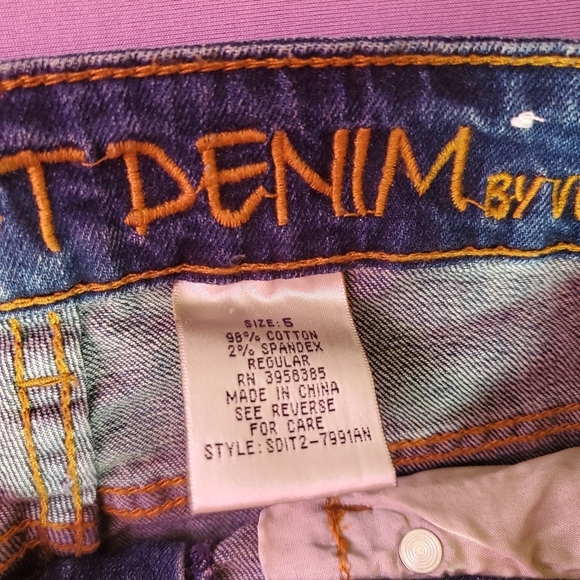 DENIM BY
SIZE: 5
98% COTTON
2% SPANDEX
REGULAR
RN 3958385
MADE IN CHINA
SEE REVERSE
FOR CARE
STYLE: SDIT2-7991AN